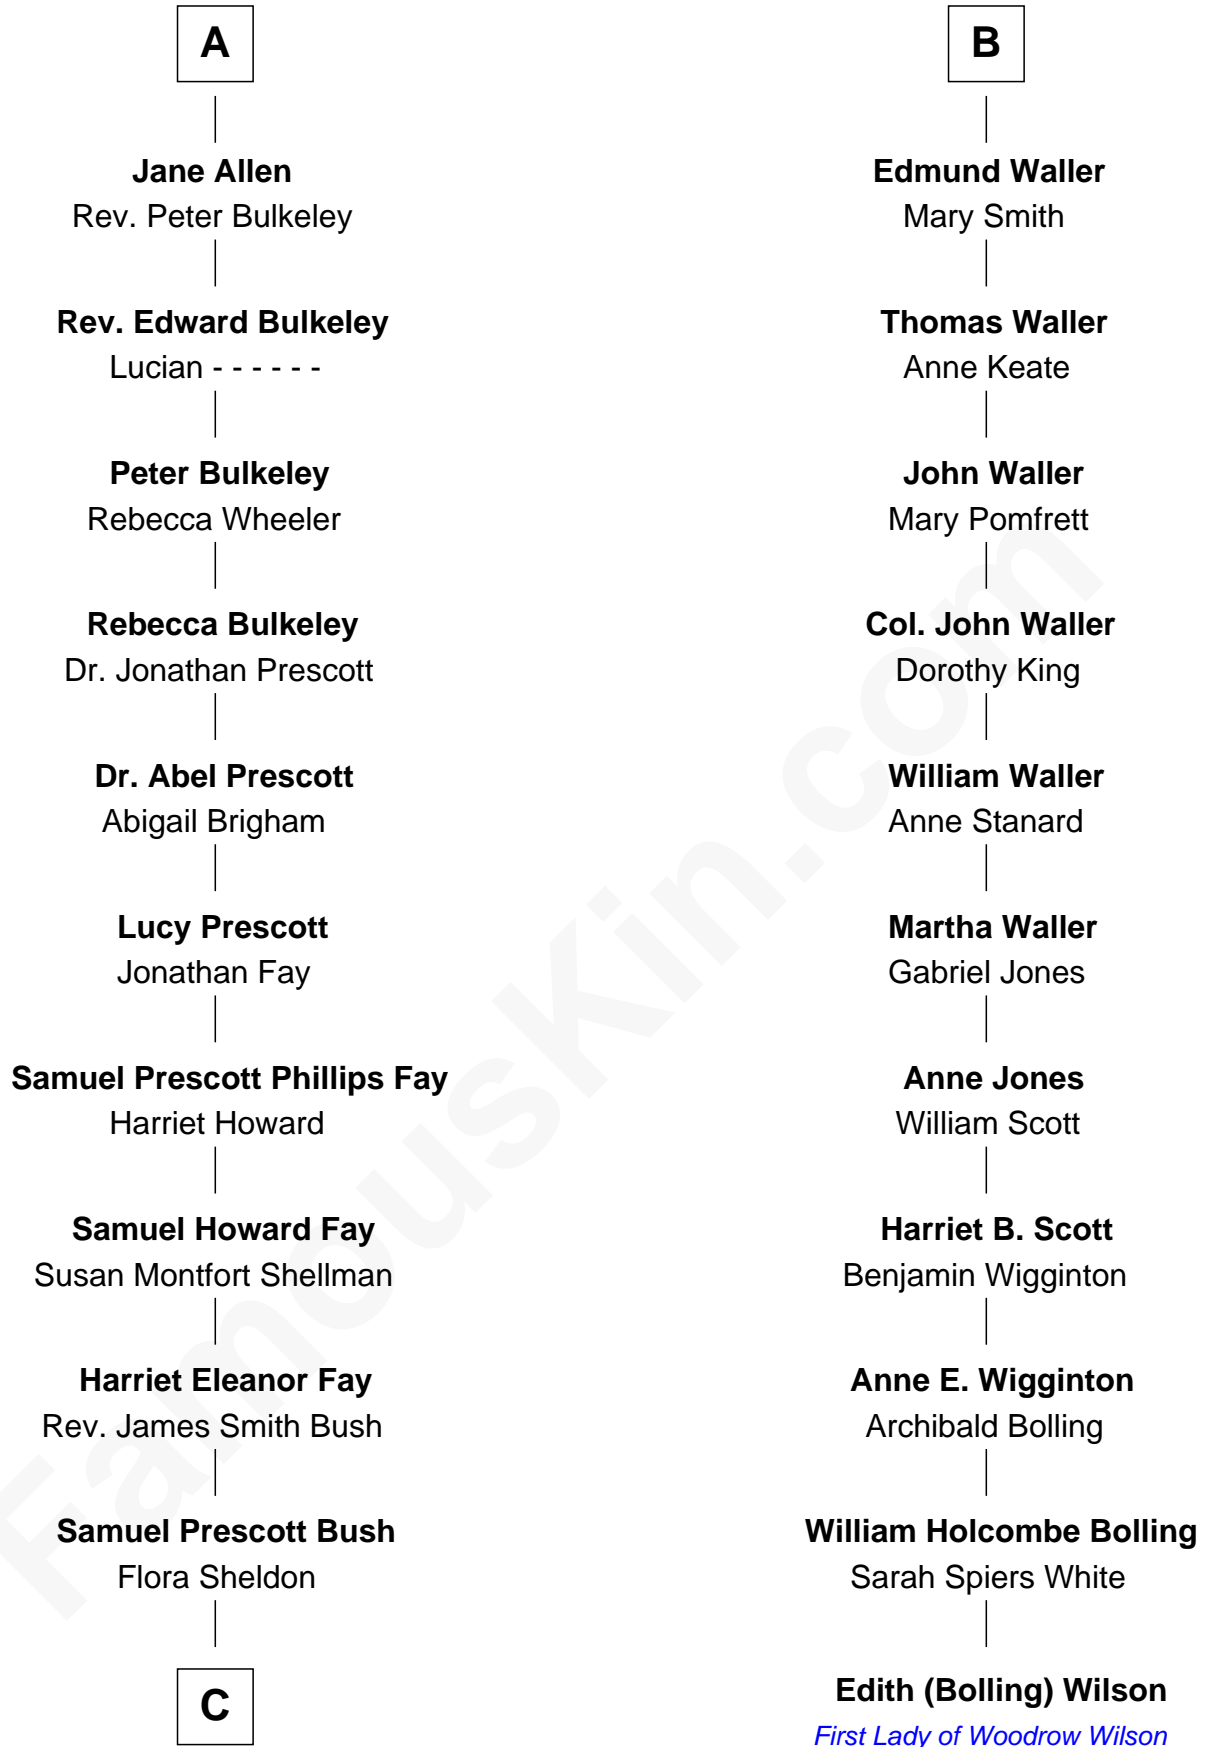 A
Jane Allen
Rev. Peter Bulkeley
Rev. Edward Bulkeley
Lucian - - - - - -
Peter Bulkeley
Rebecca Wheeler
Rebecca Bulkeley
Dr. Jonathan Prescott
Dr. Abel Prescott
Abigail Brigham
Lucy Prescott
Jonathan Fay
Samuel Prescott Phillips Fay
Harriet Howard
Samuel Howard Fay
Susan Montfort Shellman
Harriet Eleanor Fay
Rev. James Smith Bush
Samuel Prescott Bush
Flora Sheldon
C
B
Edmund Waller
Mary Smith
Thomas Waller
Anne Keate
John Waller
Mary Pomfrett
Col. John Waller
Dorothy King
William Waller
Anne Stanard
Martha Waller
Gabriel Jones
Anne Jones
William Scott
Harriet B. Scott
Benjamin Wigginton
Anne E. Wigginton
Archibald Bolling
William Holcombe Bolling
Sarah Spiers White
Edith (Bolling) Wilson
First Lady of Woodrow Wilson
FamousKin.com